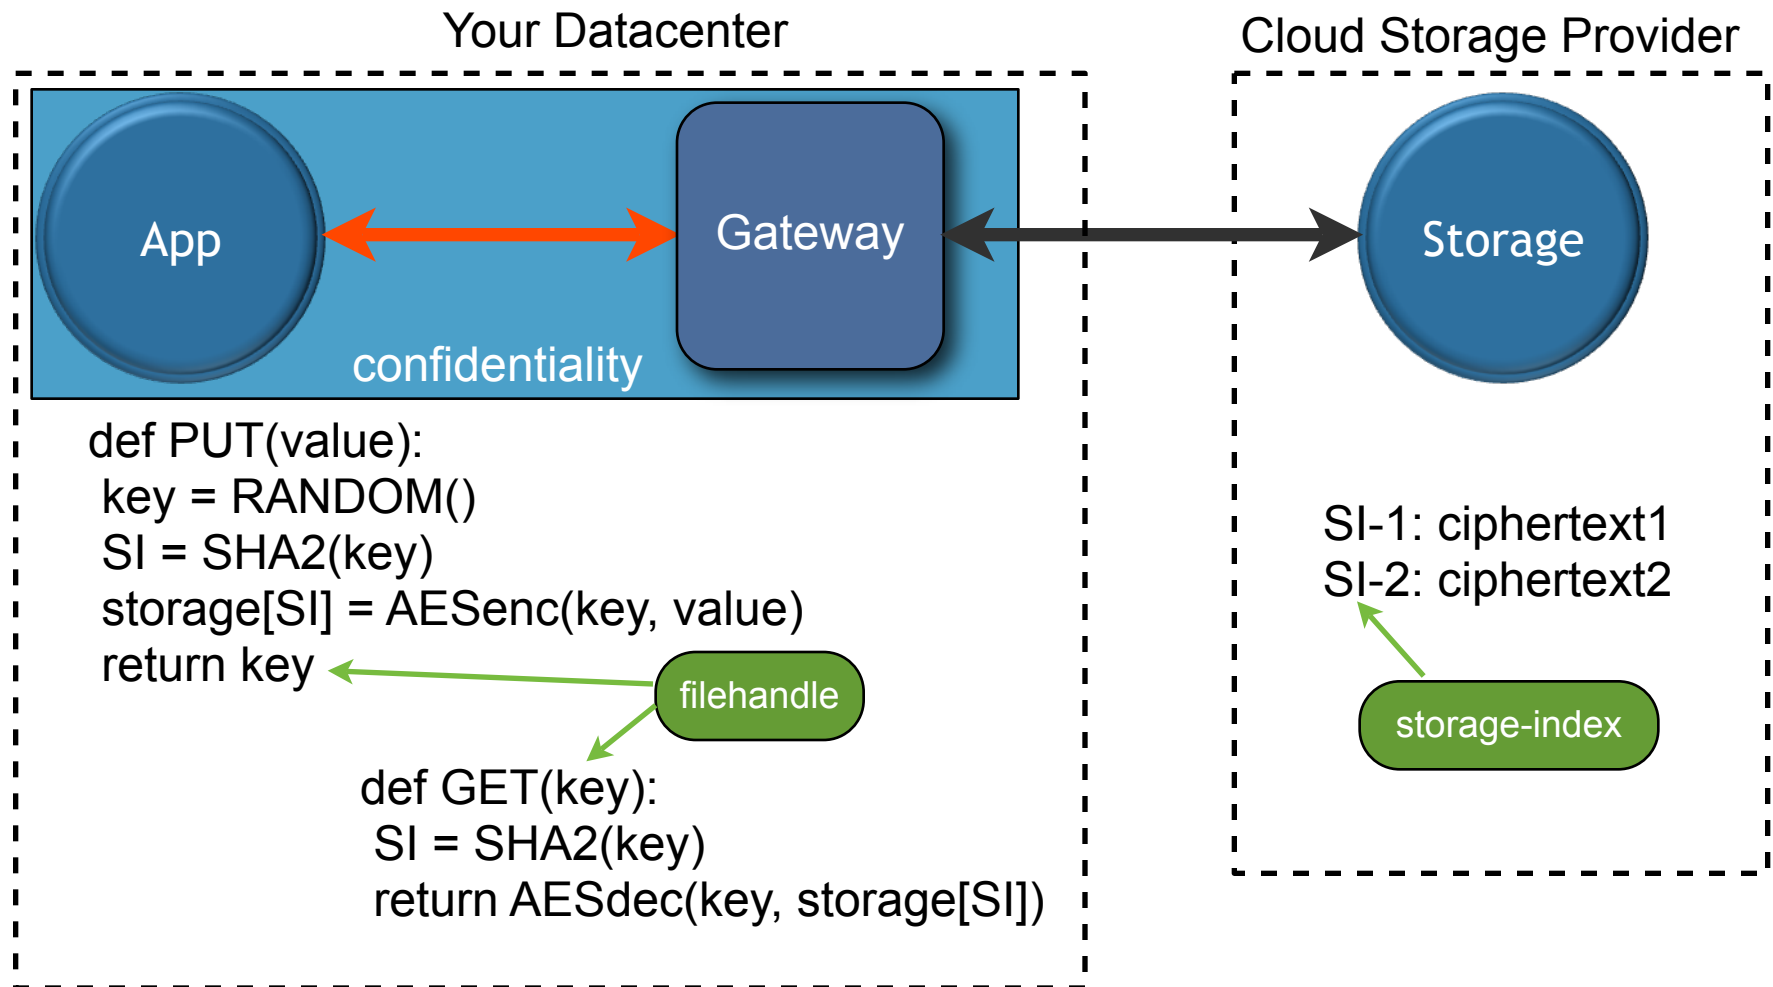 Your Datacenter
Cloud Storage Provider
App
Gateway
Storage
confidentiality
def PUT(value):
key = RANDOM()
SI = SHA2(key)
storage[SI] = AESenc(key, value)
return key
filehandle
def GET(key):
SI = SHA2(key)
return AESdec(key, storage[SI])
SI-1: ciphertext1
SI-2: ciphertext2
storage-index